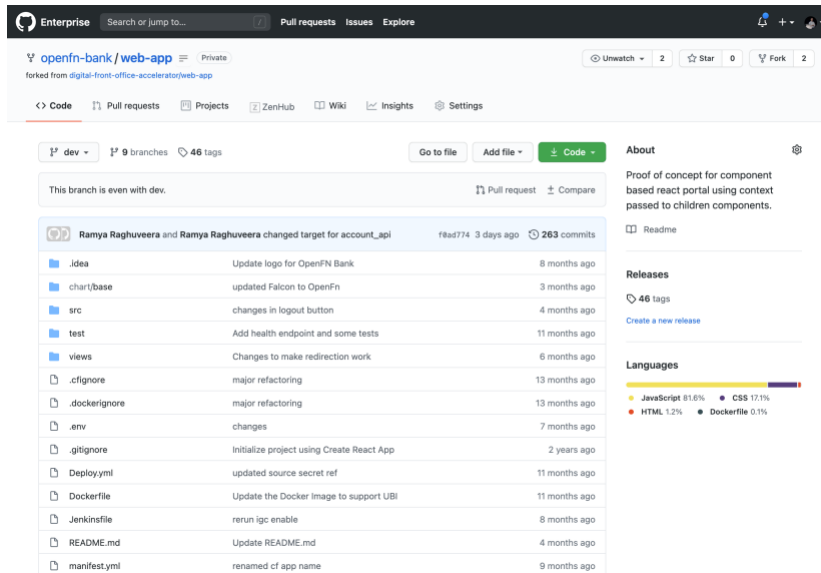 Enterprise Search or jump to... / Pull requests Issues Explore
openfn-bank / web-app Private Unwatch 2 Star 0 Fork 2
forked from digital-front-office-accelerator/web-app
Code Pull requests Projects ZenHub Wiki Insights Settings
dev 9 branches 46 tags Go to file Add file Code
This branch is even with dev. Pull request Compare
Ramya Raghuveera and Ramya Raghuveera changed target for account_api f0ad774 3 days ago 263 commits
.idea Update logo for OpenFN Bank 8 months ago
chart/base updated Falcon to OpenFn 3 months ago
src changes in logout button 4 months ago
test Add health endpoint and some tests 11 months ago
views Changes to make redirection work 6 months ago
.cfignore major refactoring 13 months ago
.dockerignore major refactoring 13 months ago
.env changes 7 months ago
.gitignore Initialize project using Create React App 2 years ago
Deploy.yml updated source secret ref 11 months ago
Dockerfile Update the Docker Image to support UBI 11 months ago
Jenkinsfile rerun igc enable 8 months ago
README.md Update README.md 4 months ago
manifest.yml renamed cf app name 9 months ago
About
Proof of concept for component
based react portal using context
passed to children components.
Readme
Releases
46 tags
Create a new release
Languages
JavaScript 81.6% CSS 17.1%
HTML 1.2% Dockerfile 0.1%